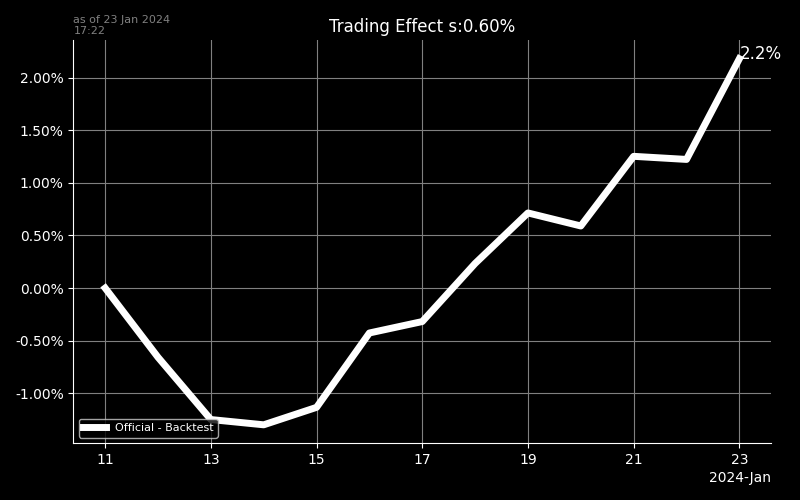 as of 23 Jan 2024
17:22
Trading Effect s:0.60%
2.2%
2.00%
1.50%
1.00%
0.50%
0.00%
-0.50%
-1.00%
Official - Backtest
11 13 15 17 19 21 23
2024-Jan